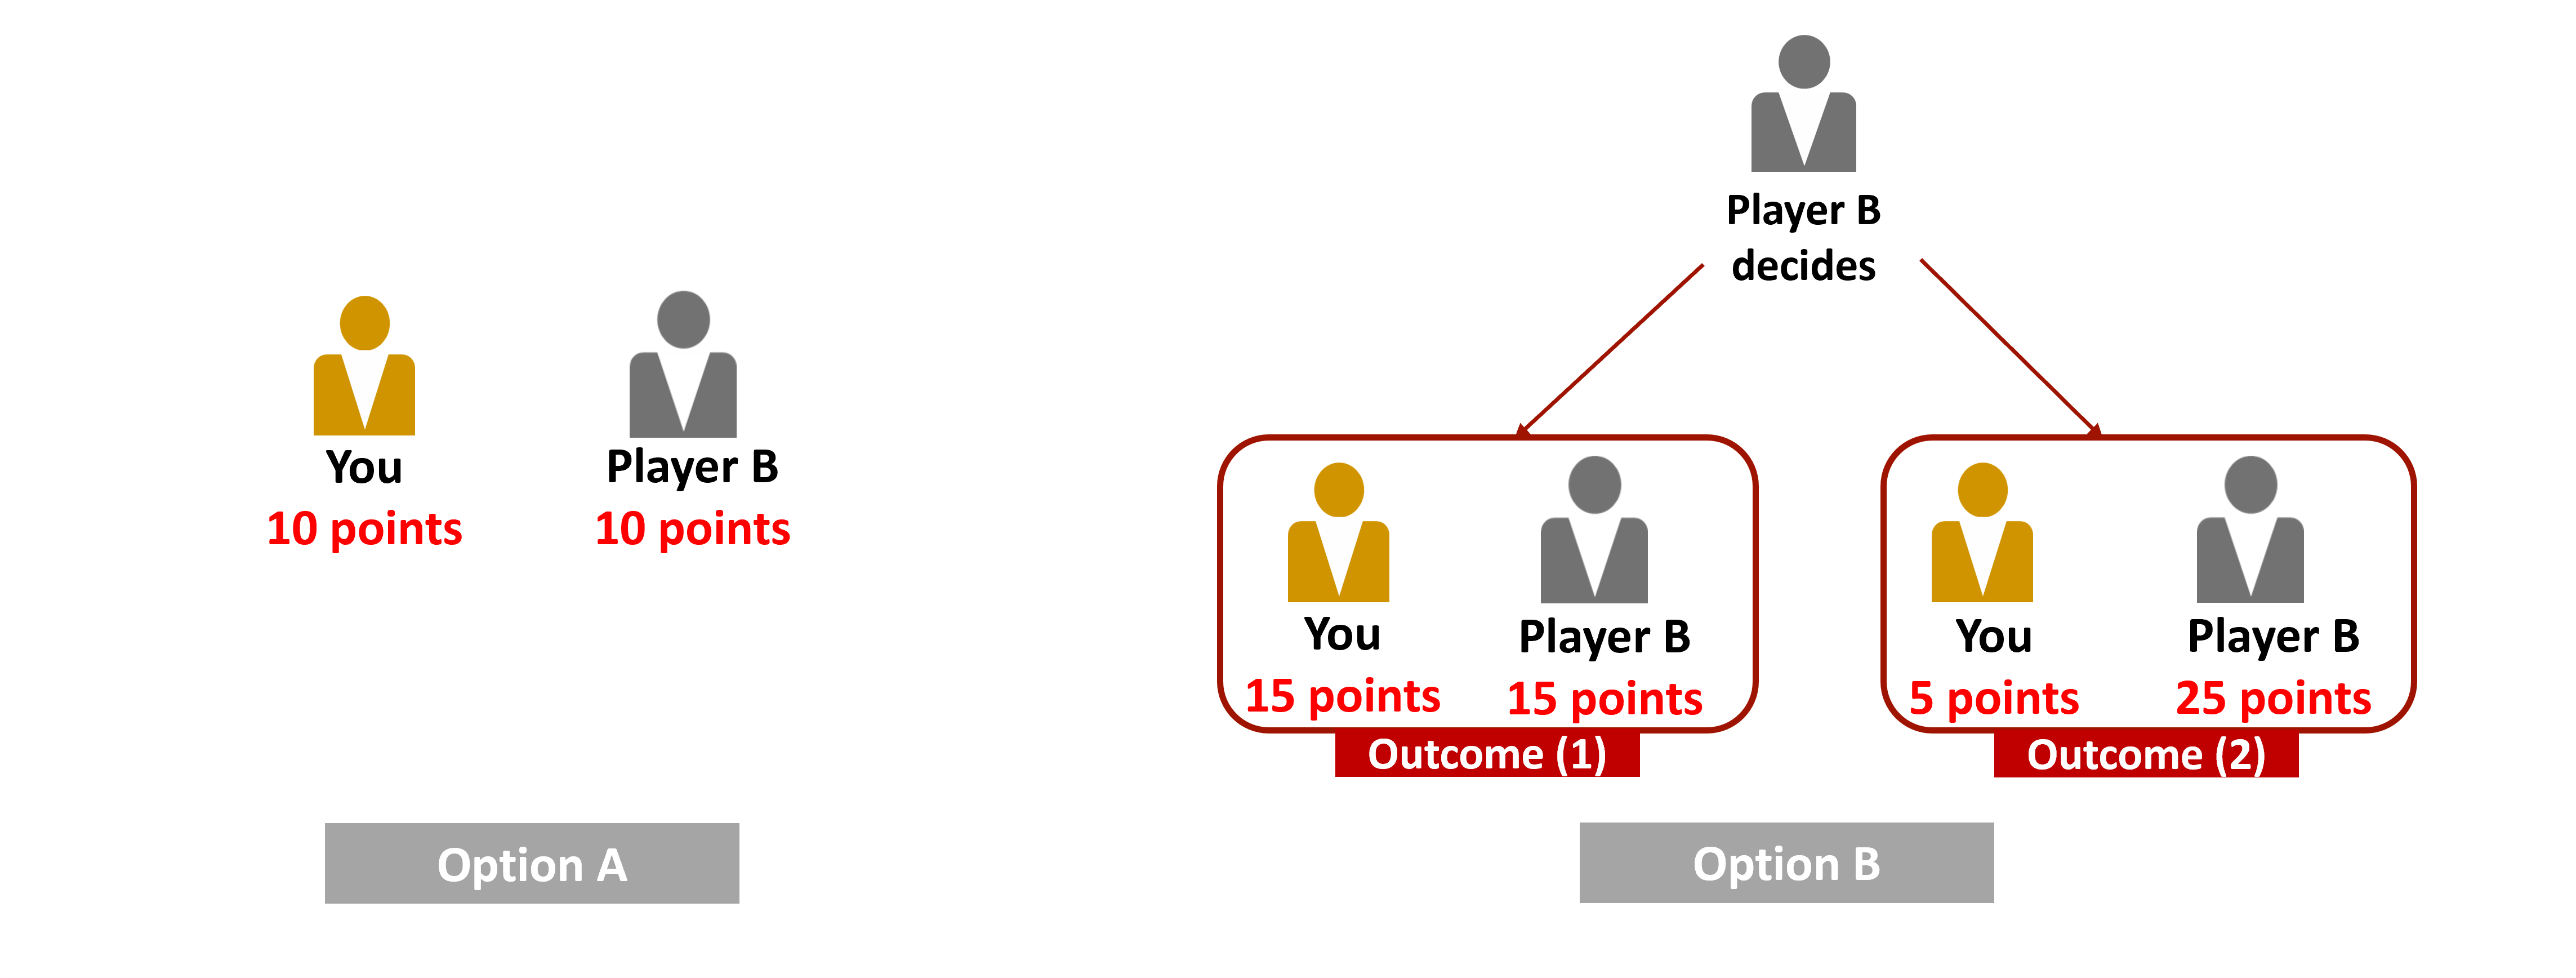 You
10 points
Player B
10 points
Option A
Player B
decides
You
15 points
Player B
15 points
Outcome (1)
You
5 points
Player B
25 points
Outcome (2)
Option B